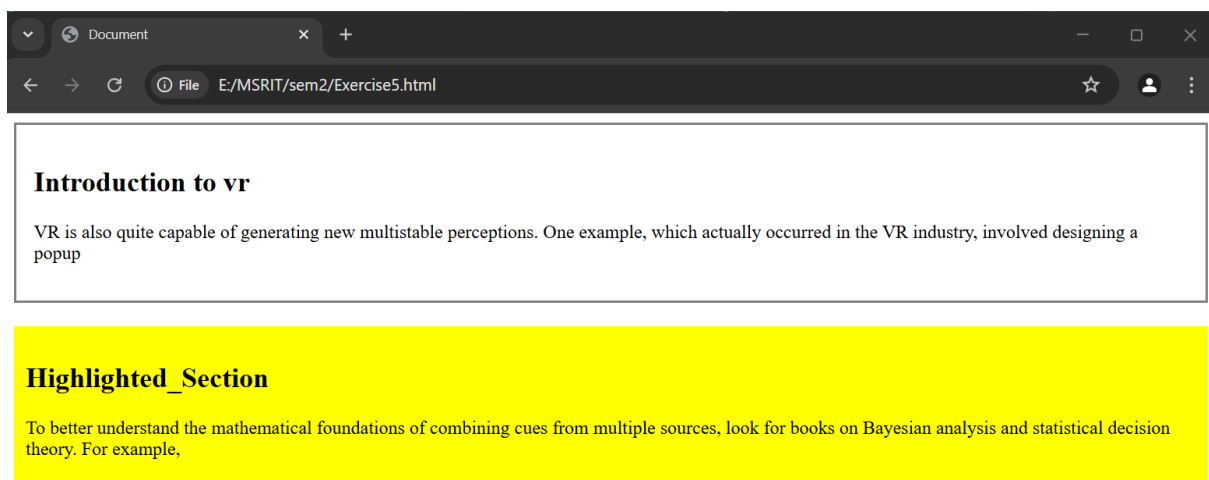 Document
File E:/MSRIT/sem2/Exercise5.html
Introduction to vr
VR is also quite capable of generating new multistable perceptions. One example, which actually occurred in the VR industry, involved designing a
popup
Highlighted_Section
To better understand the mathematical foundations of combining cues from multiple sources, look for books on Bayesian analysis and statistical decision
theory. For example,